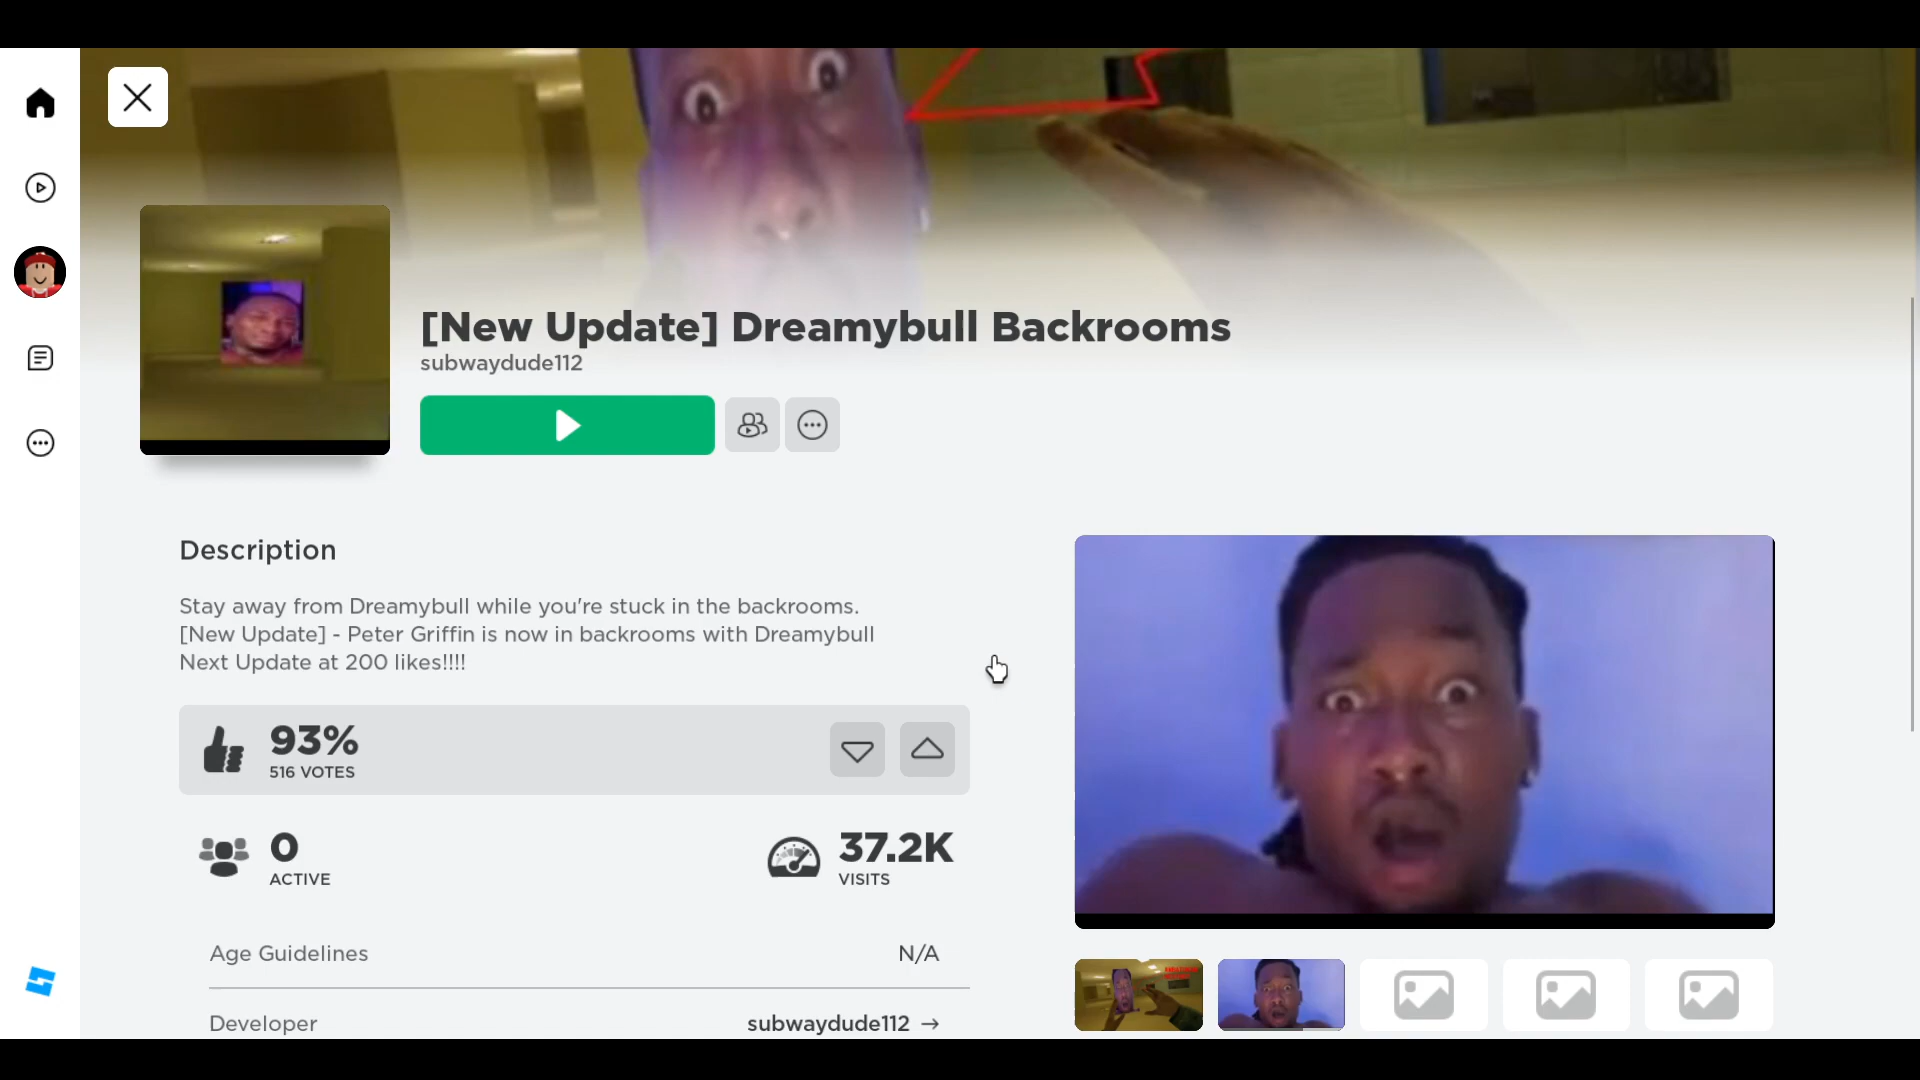 [New Update] Dreamybull Backrooms
subwaydude112
Description
Stay away from Dreamybull while you're stuck in the backrooms.
[New Update] - Peter Griffin is now in backrooms with Dreamybull
Next Update at 200 likes!!!!
93%
516 VOTES
0
ACTIVE
37.2K
VISITS
Age Guidelines
N/A
Developer
subwaydude112 →